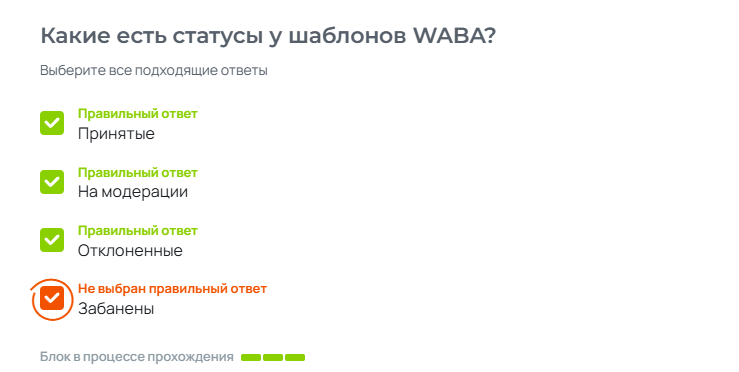 Какие есть статусы у шаблонов WABA?
Выберите все подходящие ответы
Правильный ответ
Принятые
Правильный ответ
На модерации
Правильный ответ
Отклоненные
Не выбран правильный ответ
Забанены
Блок в процессе прохождения